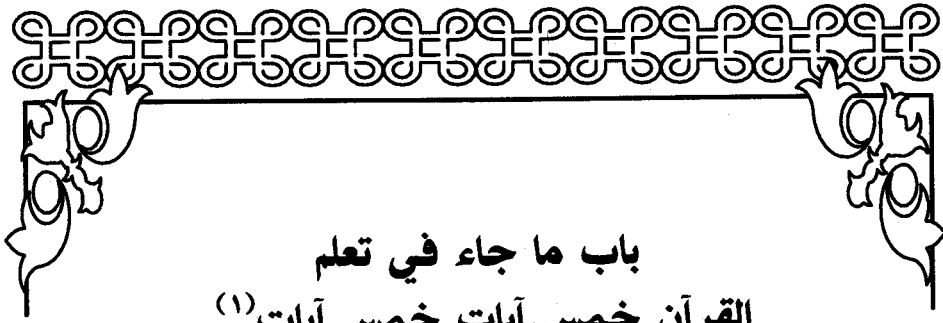 باب ما جاء في تعلم
القرآن خمس آيات خمس آيات(١)